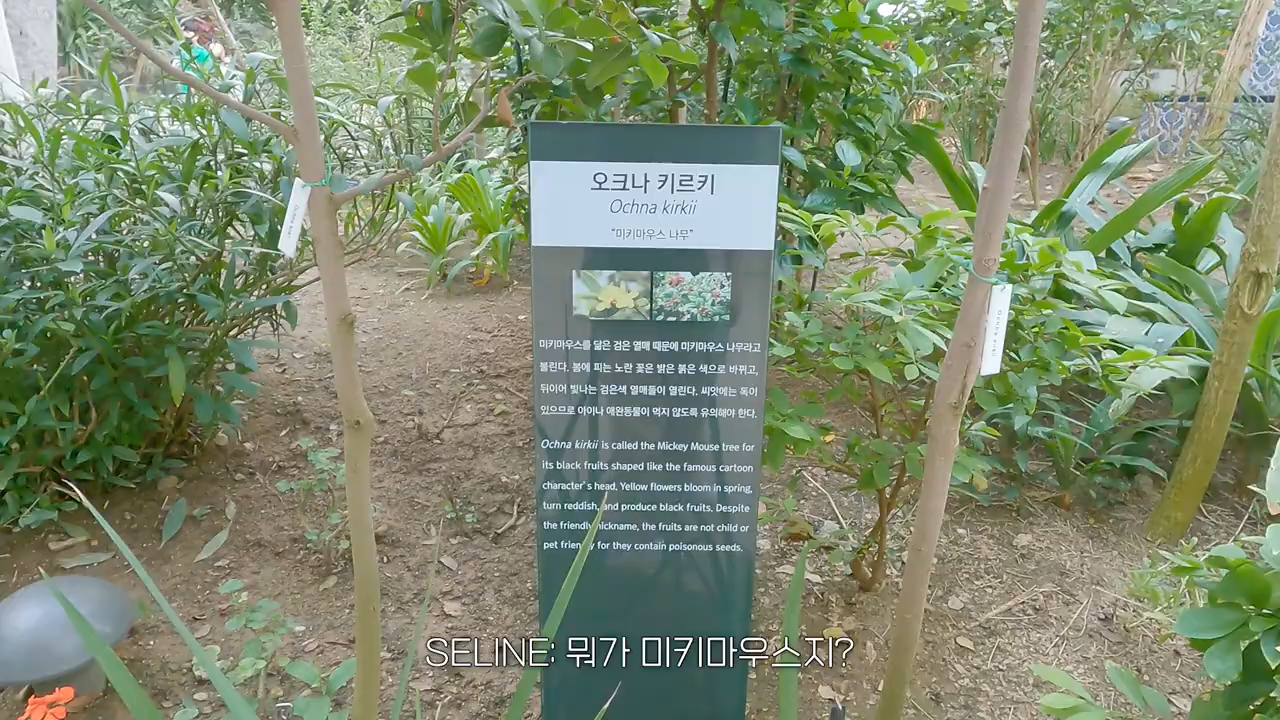 오크나 키르키
Ochna kirkii
“미키마우스 나무”
미키마우스를 닮은 검은 열매 때문에 미키마우스 나무라고
불린다. 봄에 피는 노란 꽃은 밝은 붉은 색으로 바뀌고,
뒤이어 빛나는 검은색 열매들이 열린다. 씨앗에는 독이
있으므로 아이나 애완동물이 먹지 않도록 유의해야 한다.
Ochna kirkii is called the Mickey Mouse tree for
its black fruits shaped like the famous cartoon
character's head. Yellow flowers bloom in spring,
turn reddish, and produce black fruits. Despite
the friendly nickname, the fruits are not child or
pet friendly for they contain poisonous seeds.
SELINE: 뭐가 미키마우스지?